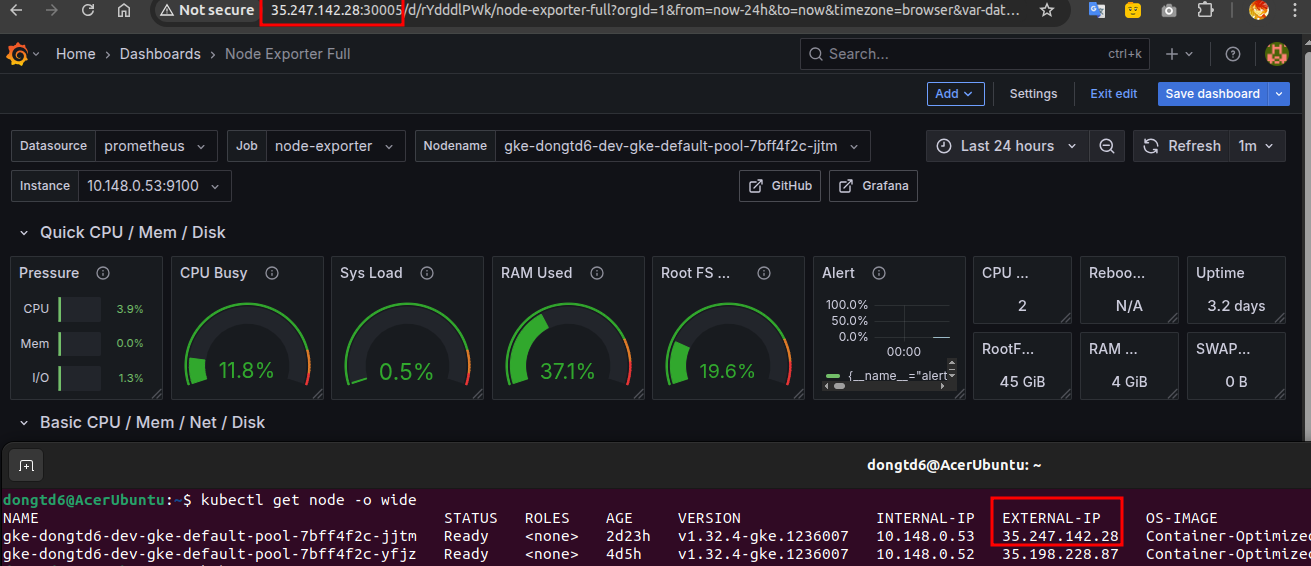 Not secure 35.247.142.28:30005/d/rYdddlPWk/node-exporter-full?orgId=1&from=now-24h&to=now&timezone=browser&var-dat...
Home › Dashboards › Node Exporter Full
Search... ctrl+k
Add Settings Exit edit Save dashboard
Datasource prometheus Job node-exporter Nodename gke-dongtd6-dev-gke-default-pool-7bff4f2c-jjtm Last 24 hours Refresh 1m
Instance 10.148.0.53:9100 GitHub Grafana
Quick CPU / Mem / Disk
Pressure CPU Busy Sys Load RAM Used Root FS ... Alert CPU ... Reboo... Uptime
CPU 3.9%
Mem 0.0%
I/O 1.3%
11.8%
0.5%
37.1%
19.6%
100.0%
50.0%
0.0%
00:00
{__name__="alert
2 N/A 3.2 days
RootF... RAM ... SWAP...
45 GiB 4 GiB 0 B
Basic CPU / Mem / Net / Disk
dongtd6@AcerUbuntu: ~
dongtd6@AcerUbuntu:~$ kubectl get node -o wide
NAME STATUS ROLES AGE VERSION INTERNAL-IP EXTERNAL-IP OS-IMAGE
gke-dongtd6-dev-gke-default-pool-7bff4f2c-jjtm Ready <none> 2d23h v1.32.4-gke.1236007 10.148.0.53 35.247.142.28 Container-Optimize
gke-dongtd6-dev-gke-default-pool-7bff4f2c-yfjz Ready <none> 4d5h v1.32.4-gke.1236007 10.148.0.52 35.198.228.87 Container-Optimize